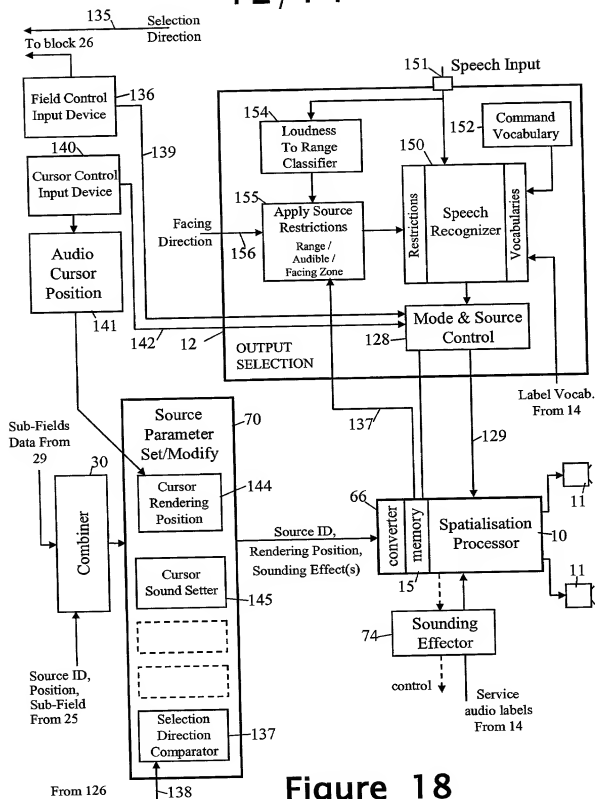 135
Selection
Direction
To block 26
Field Control
Input Device
136
139
140
Cursor Control
Input Device
Audio
Cursor
Position
141
142
12
151
Speech Input
154
Loudness
To Range
Classifier
152
Command
Vocabulary
150
Restrictions
Speech
Recognizer
Vocabularies
155
Apply Source
Restrictions
Range /
Audible /
Facing Zone
Facing
Direction
156
Mode & Source
Control
128
OUTPUT
SELECTION
Label Vocab.
From 14
137
129
Sub-Fields
Data From
29
30
Combiner
Source
Parameter
Set/Modify
70
Cursor
Rendering
Position
144
Cursor
Sound Setter
145
Selection
Direction
Comparator
137
138
From 126
Source ID,
Position,
Sub-Field
From 25
Source ID,
Rendering Position,
Sounding Effect(s)
66
converter
memory
15
Spatialisation
Processor
10
11
11
74
Sounding
Effector
control
Service
audio labels
From 14
Figure 18